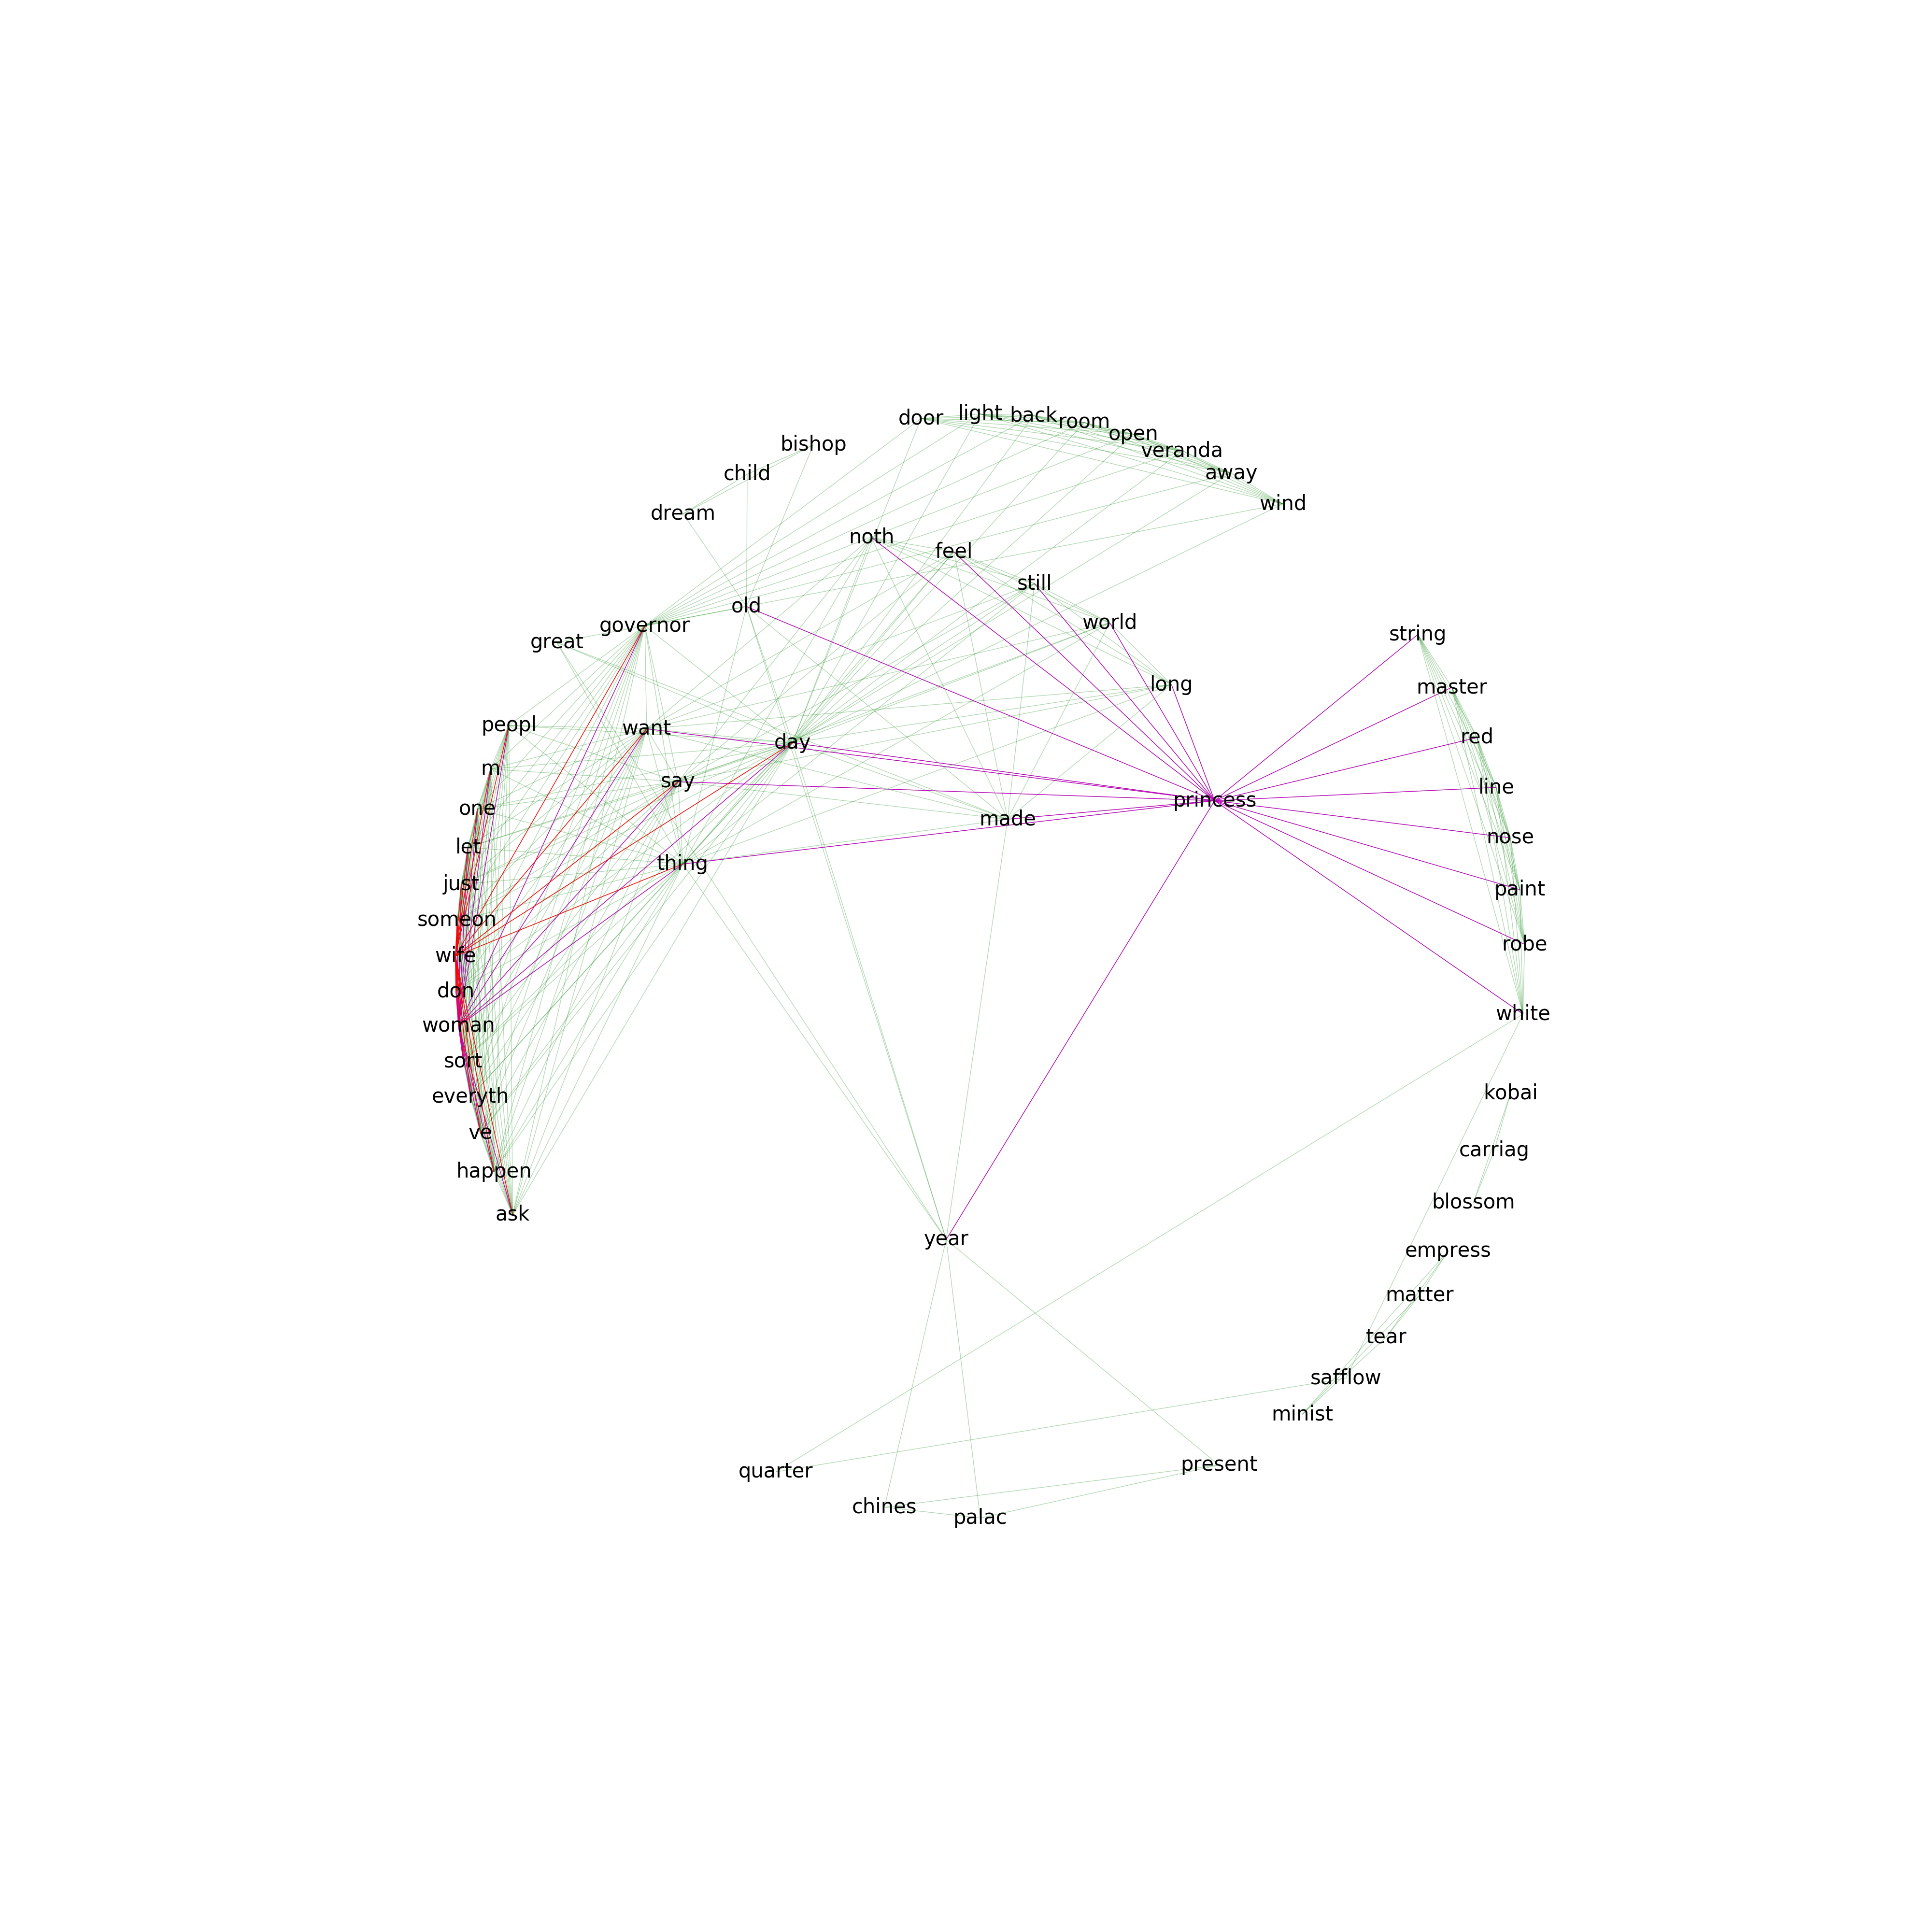 light
back
door
room
open
bishop
veranda
child
away
wind
dream
noth
feel
still
old
world
governor
string
great
long
master
peopl
want
red
day
m
say
line
princess
one
made
nose
let
thing
just
paint
someon
robe
wife
don
white
woman
sort
kobai
everyth
ve
carriag
happen
blossom
ask
year
empress
matter
tear
safflow
minist
present
quarter
chines
palac